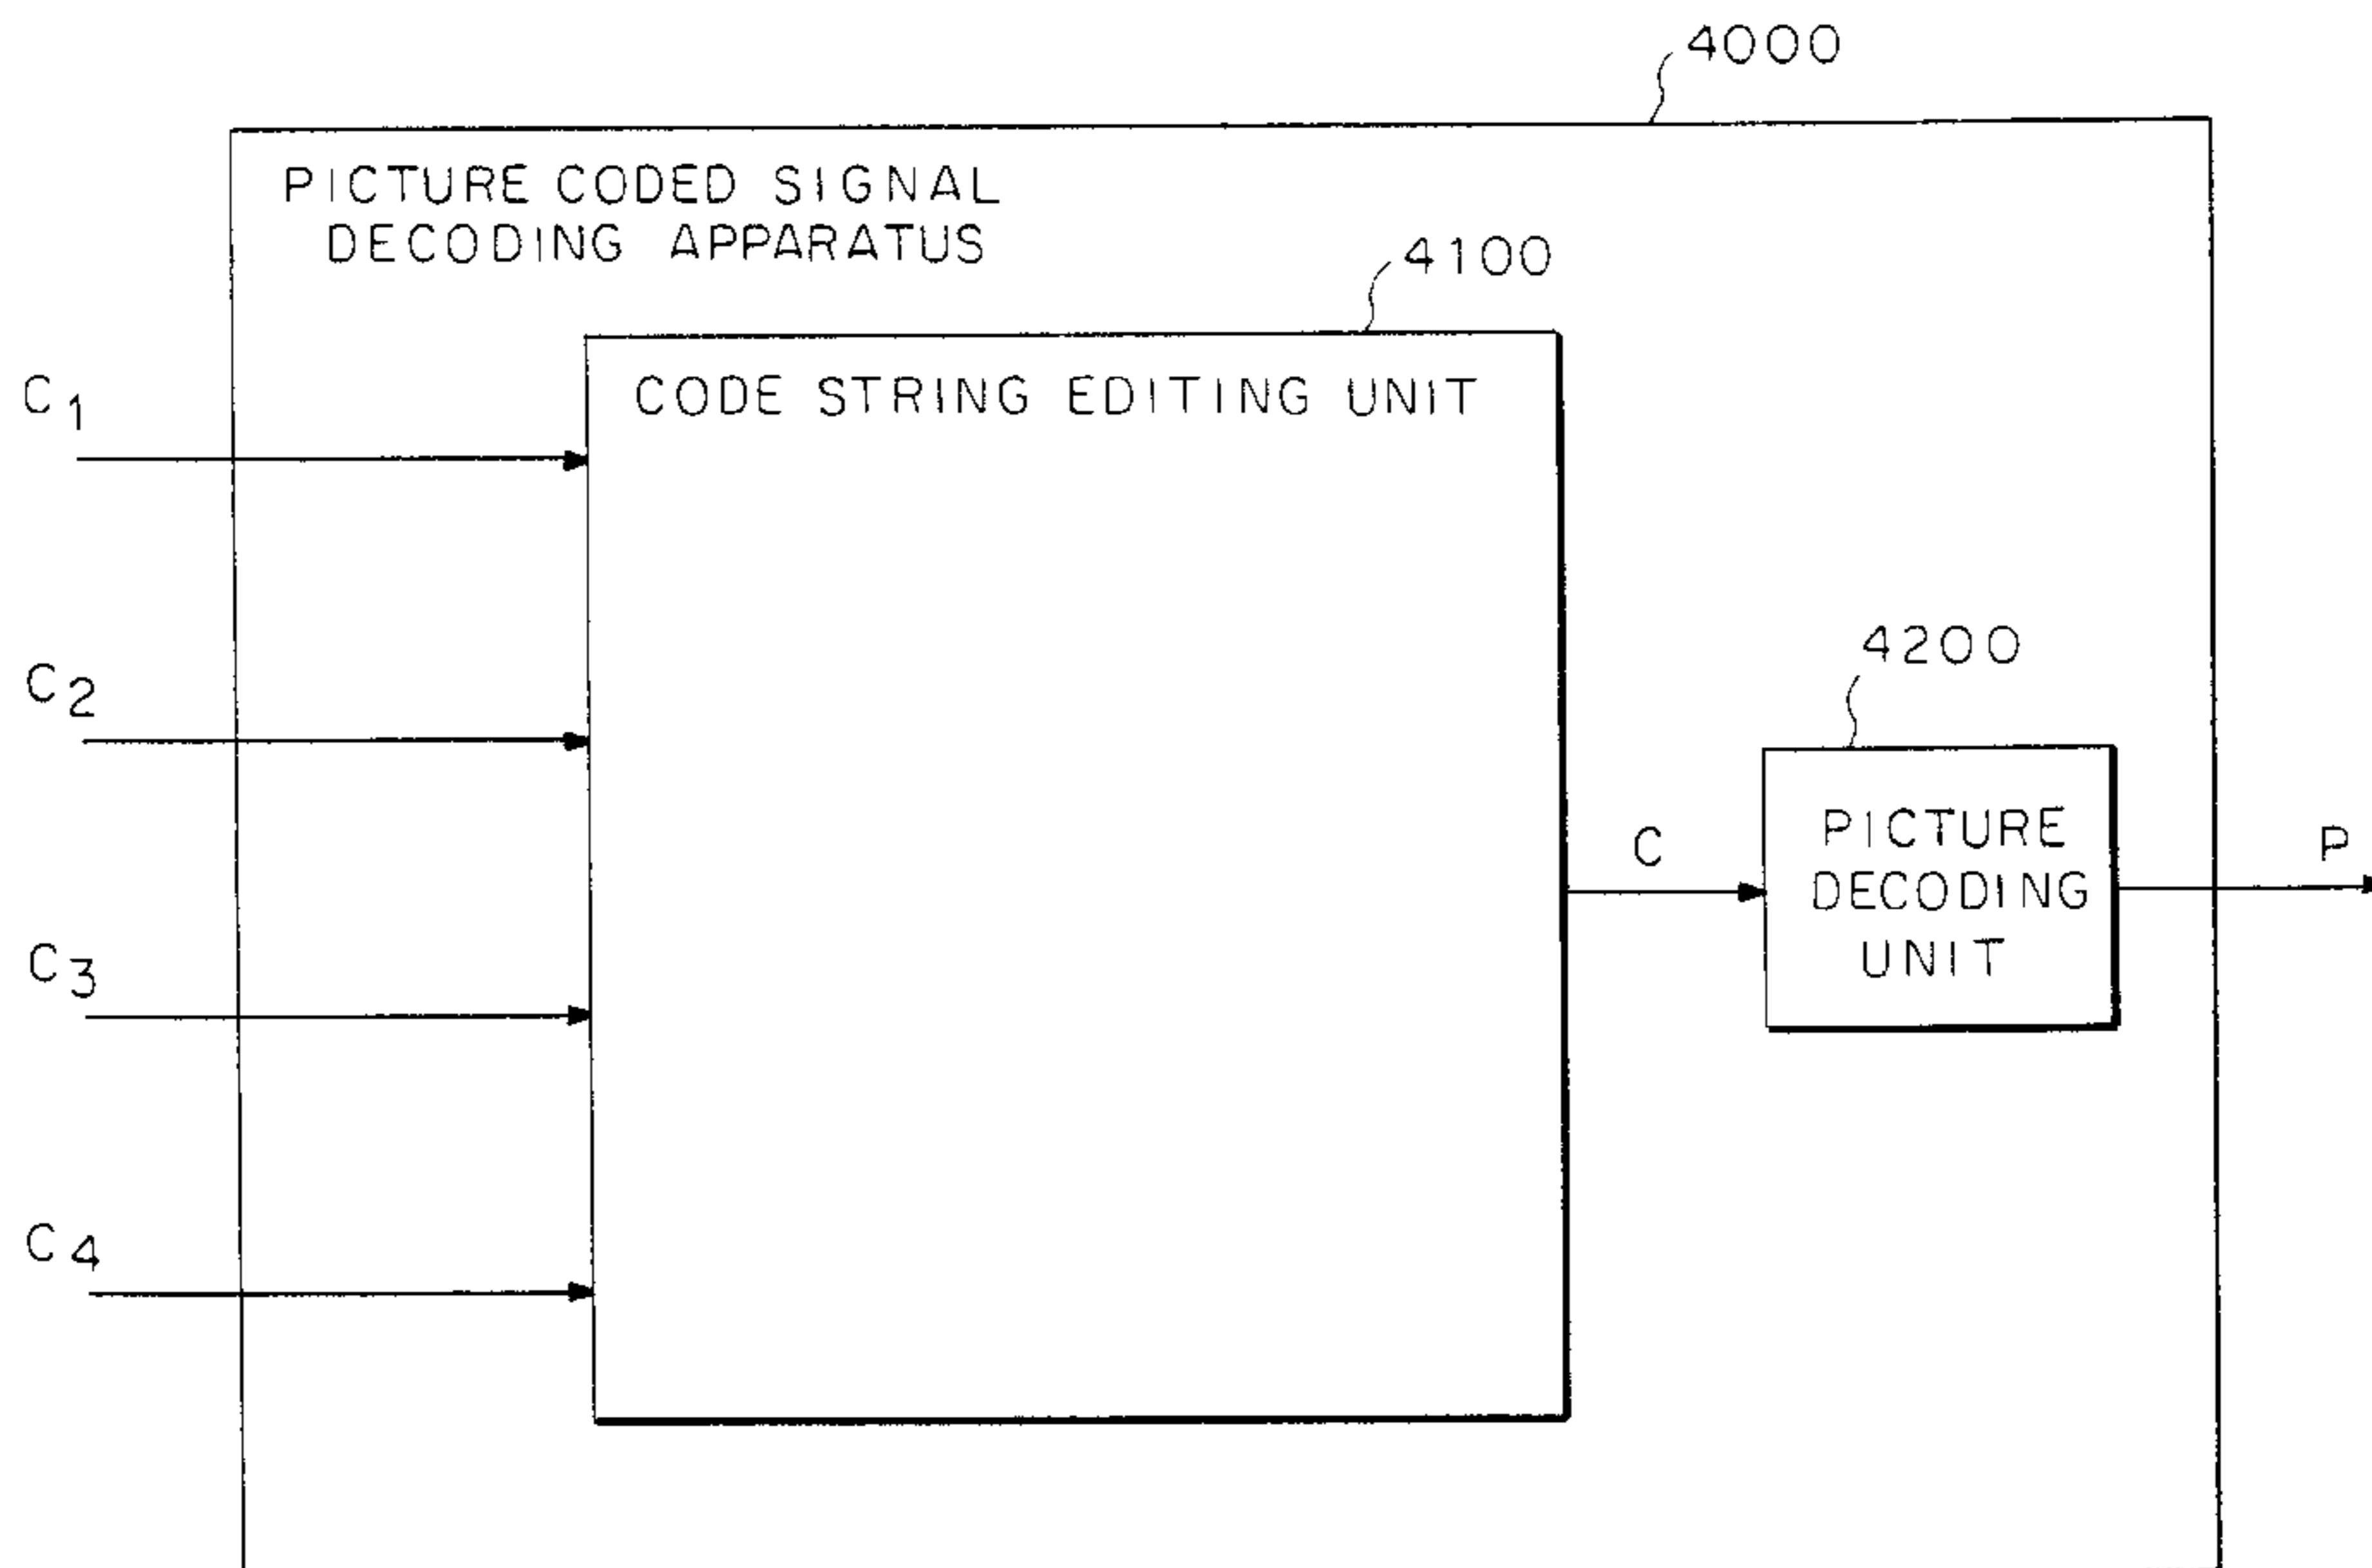 4000
PICTURE CODED SIGNAL
DECODING APPARATUS
4100
C1
CODE STRING EDITING UNIT
C2
4200
C
PICTURE
DECODING
UNIT
P
C3
C4